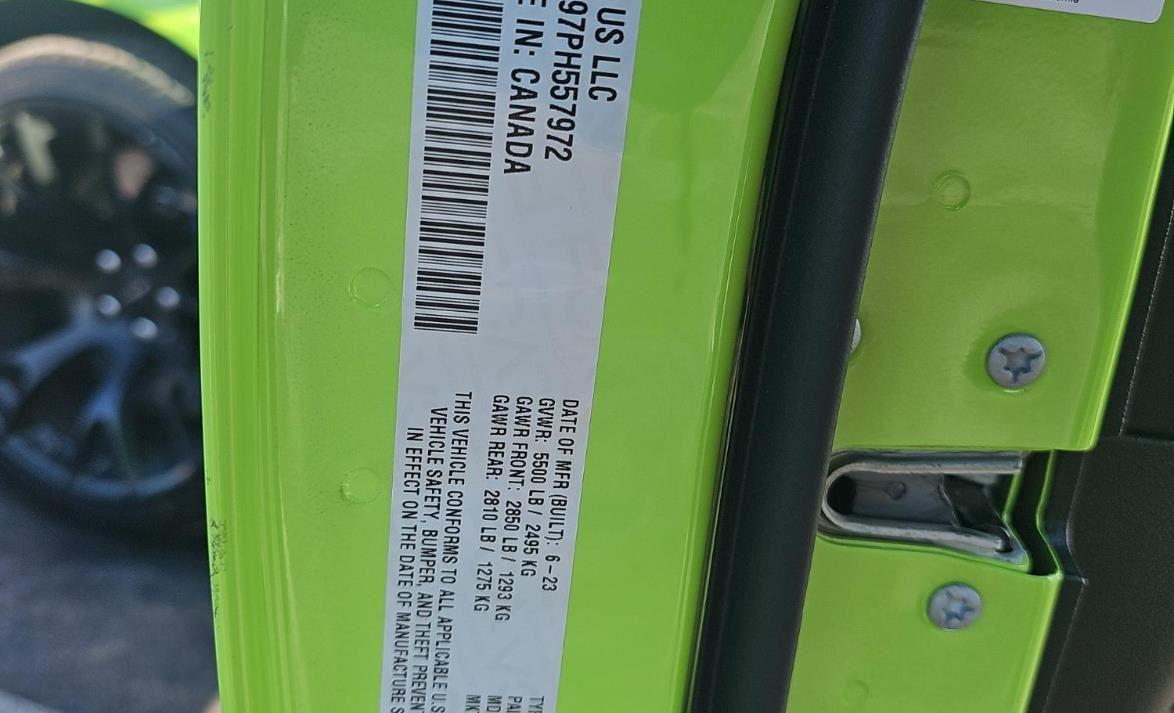 US LLC
97PH557972
IN: CANADA
DATE OF MFR (BUILT): 6-23
GVWR: 5500 LB / 2495 KG
GAWR FRONT: 2850 LB / 1293 KG
GAWR REAR: 2810 LB / 1275 KG
THIS VEHICLE CONFORMS TO ALL APPLICABLE U.S
VEHICLE SAFETY, BUMPER, AND THEFT PREVEN
IN EFFECT ON THE DATE OF MANUFACTURE S